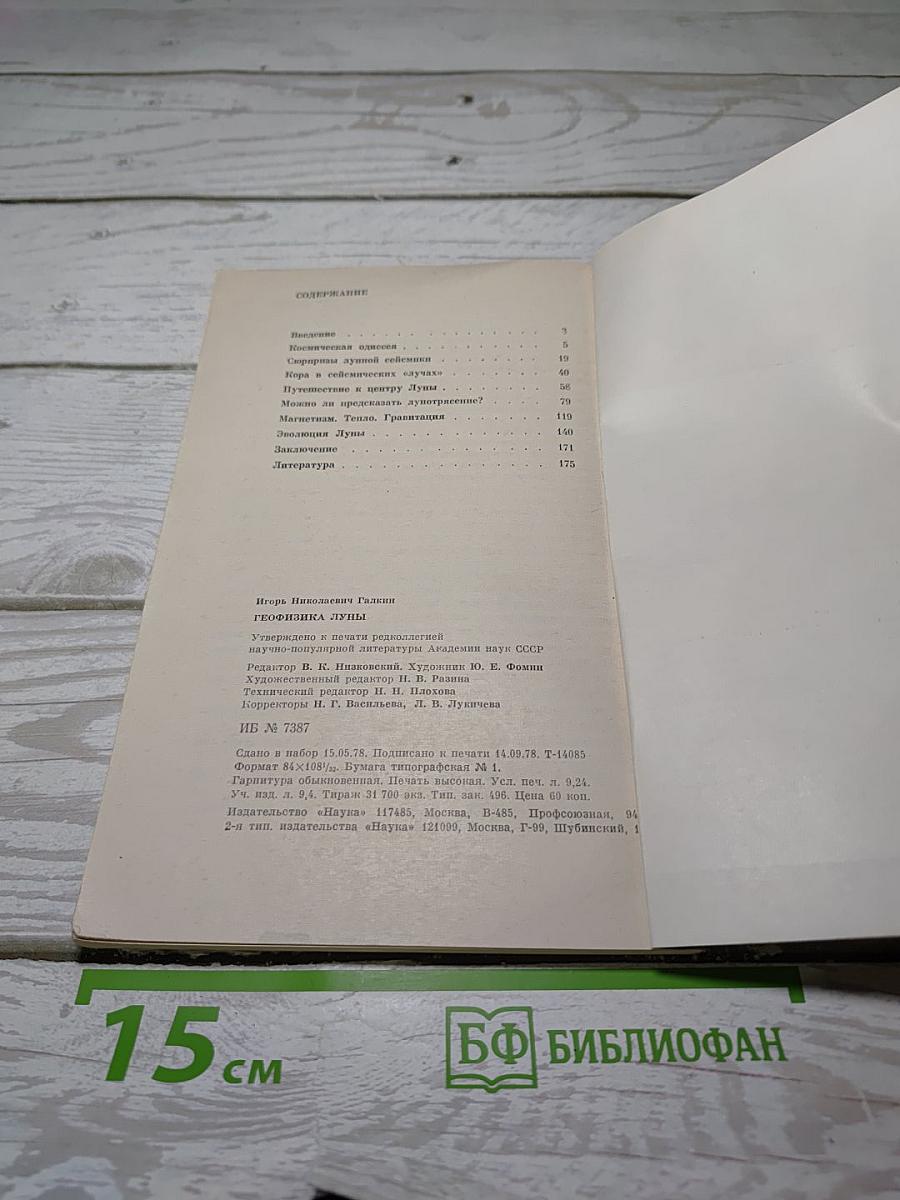 СОДЕРЖАНИЕ
Введение . . . . . . . . . . . . . . 3
Космическая одиссея . . . . . . . . . . . 5
Сюрпризы лунной сейсмики . . . . . . . . 19
Кора в сейсмических «лучах» . . . . . . . 40
Путешествие к центру Луны . . . . . . . . 58
Можно ли предсказать лунотрясение? . . . . 79
Магнетизм. Тепло. Гравитация . . . . . . . 119
Эволюция Луны . . . . . . . . . . . . . 140
Заключение . . . . . . . . . . . . . . 171
Литература . . . . . . . . . . . . . . . 175
Игорь Николаевич Галкин
ГЕОФИЗИКА ЛУНЫ
Утверждено к печати редколлегией
научно-популярной литературы Академии наук СССР
Редактор В. К. Низковский. Художник Ю. Е. Фомин
Художественный редактор Н. В. Разина
Технический редактор Н. Н. Плохова
Корректоры Н. Г. Васильева, Л. В. Лукичева
ИБ № 7387
Сдано в набор 15.05.78. Подписано к печати 14.09.78. Т-14085
Формат 84×108¹/₃₂. Бумага типографская № 1.
Гарнитура обыкновенная. Печать высокая. Усл. печ. л. 9,24.
Уч. изд. л. 9,4. Тираж 31 700 экз. Тип. зак. 496. Цена 60 коп.
Издательство «Наука» 117485, Москва, В-485, Профсоюзная, 94
2-я тип. издательства «Наука» 121099, Москва, Г-99, Шубинский, 1
15 см
БФ БИБЛИОФАН